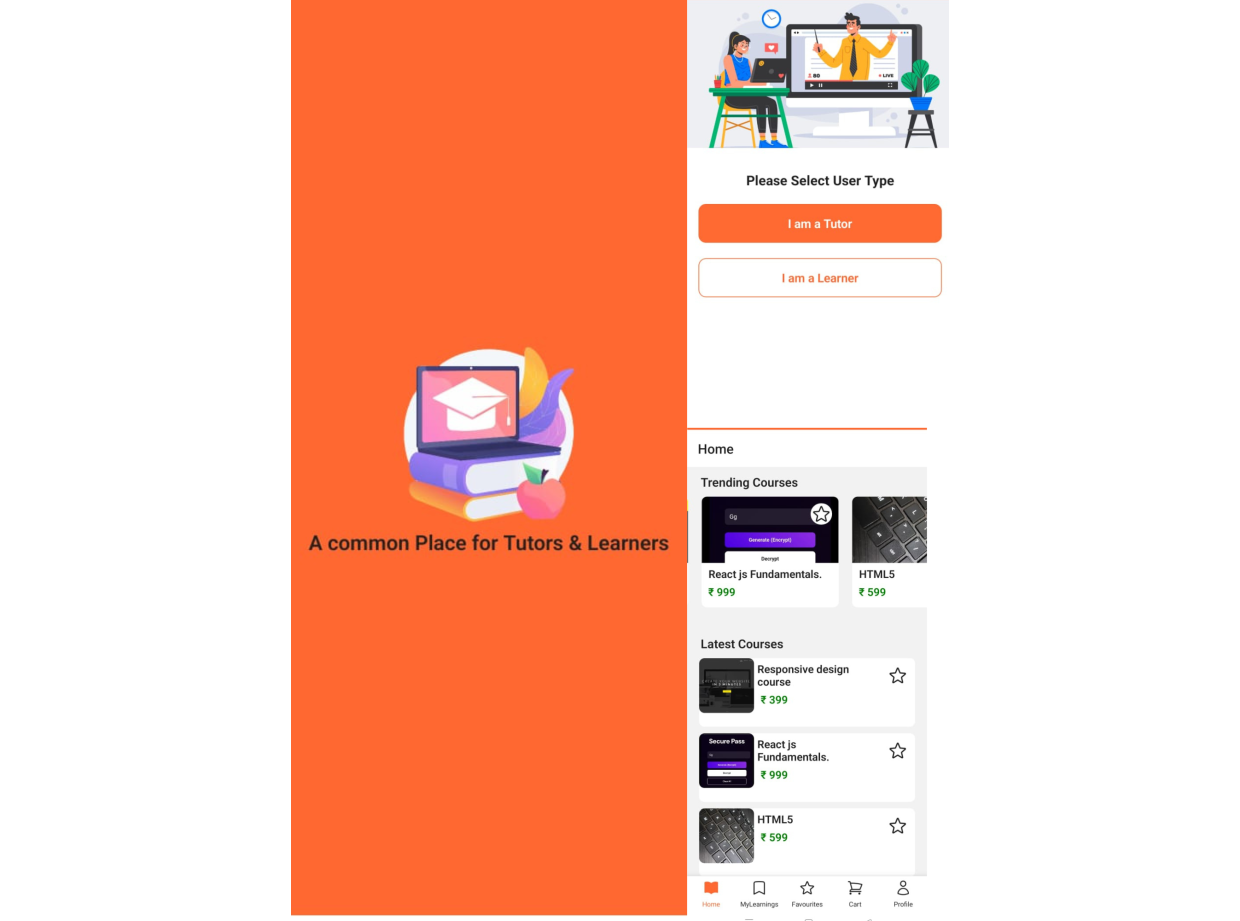 A common Place for Tutors & Learners
BG
LIVE
Please Select User Type
I am a Tutor
I am a Learner
Home
Trending Courses
Gg
Generate (Encrypt)
Decrypt
React js Fundamentals.
₹ 999
HTML5
₹ 599
Latest Courses
Responsive design
course
₹ 399
Secure Pass
Gg
React js
Fundamentals.
₹ 999
HTML5
₹ 599
Home
MyLearnings
Favourites
Cart
Profile